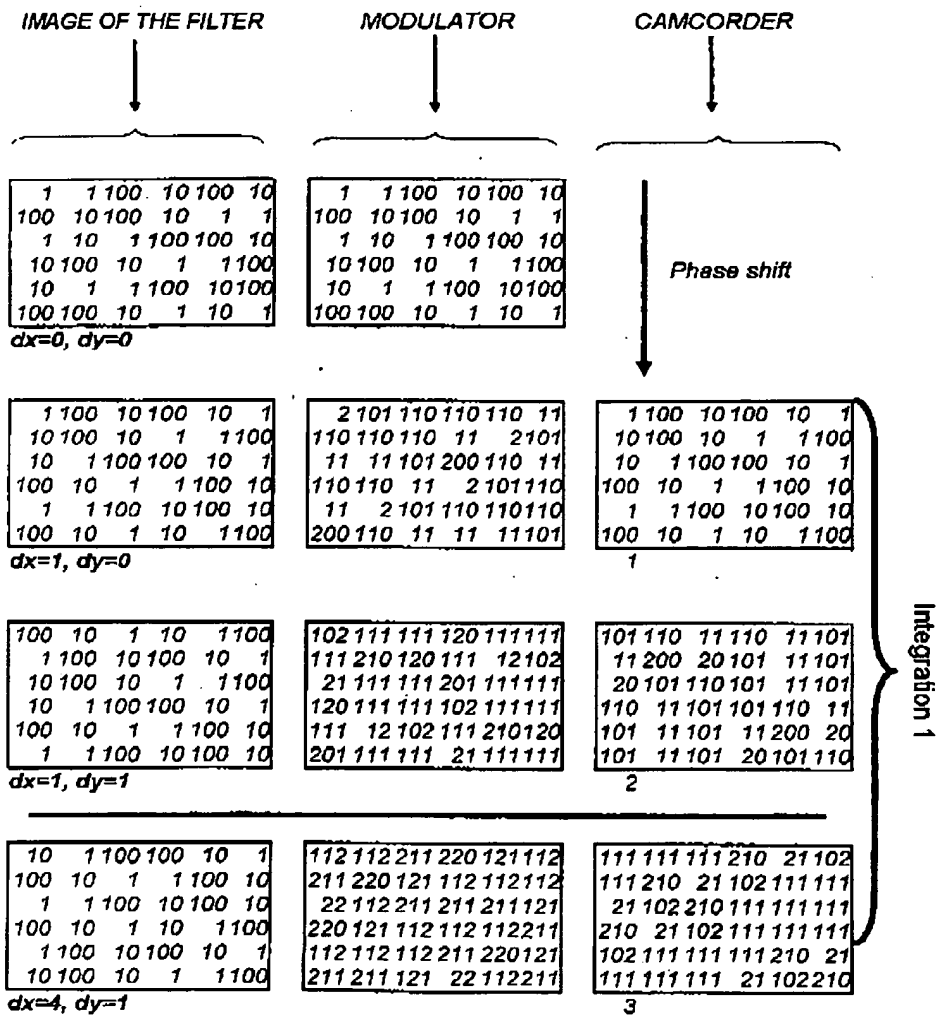 IMAGE OF THE FILTER MODULATOR CAMCORDER
1 1 100 10 100 10
100 10 100 10 1 1
1 10 1 100 100 10
10 100 10 1 1 100
10 1 1 100 10 100
100 100 10 1 10 1
dx=0, dy=0
1 1 100 10 100 10
100 10 100 10 1 1
1 10 1 100 100 10
10 100 10 1 1 100
10 1 1 100 10 100
100 100 10 1 10 1
Phase shift
1 100 10 100 10 1
10 100 10 1 1 100
10 1 100 100 10 1
100 10 1 1 100 10
1 1 100 10 100 10
100 10 1 10 1 100
dx=1, dy=0
2 101 110 110 110 11
110 110 110 11 2 101
11 11 101 200 110 11
110 110 11 2 101 110
11 2 101 110 110 110
200 110 11 11 11 101
1 100 10 100 10 1
10 100 10 1 1 100
10 1 100 100 10 1
100 10 1 1 100 10
1 1 100 10 100 10
100 10 1 10 1 100
1
100 10 1 10 1 100
1 100 10 100 10 1
10 100 10 1 1 100
10 1 100 100 10 1
100 10 1 1 100 10
1 1 100 10 100 10
dx=1, dy=1
102 111 111 120 111 111
111 210 120 111 12 102
21 111 111 201 111 111
120 111 111 102 111 111
111 12 102 111 210 120
201 111 111 21 111 111
101 110 11 110 11 101
11 200 20 101 11 101
20 101 110 101 11 101
110 11 101 101 110 11
101 11 101 11 200 20
101 11 101 20 101 110
2
Integration 1
10 1 100 100 10 1
100 10 1 1 100 10
1 1 100 10 100 10
100 10 1 10 1 100
1 100 10 100 10 1
10 100 10 1 1 100
dx=4, dy=1
112 112 211 220 121 112
211 220 121 112 112 112
22 112 211 211 211 121
220 121 112 112 112 211
112 112 112 211 220 121
211 211 121 22 112 211
111 111 111 210 21 102
111 210 21 102 111 111
21 102 210 111 111 111
210 21 102 111 111 111
102 111 111 111 210 21
111 111 111 21 102 210
3